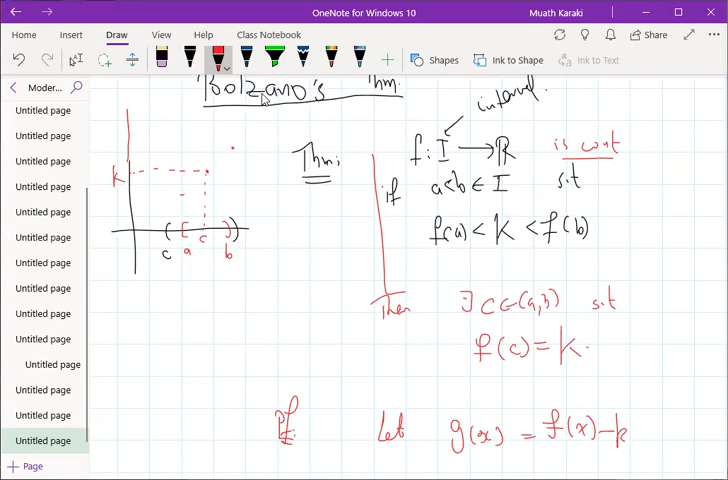 OneNote for Windows 10
Muath Karaki
Home Insert Draw View Help Class Notebook
Share
Shapes Ink to Shape Ink to Text
Moder...
Untitled page
Untitled page
Untitled page
Untitled page
Untitled page
Untitled page
Untitled page
Untitled page
Untitled page
Untitled page
Untitled page
Untitled page
Untitled page
Untitled page
+ Page
Bolzano's Thm.
interval.
Thm: f: I → ℝ is cont
if a<b ∈ I s.t
f(a) < K < f(b)
k
c a c b
Then ∃ c ∈ (a,b) s.t
f(c) = k.
Pf: Let g(x) = f(x) - k